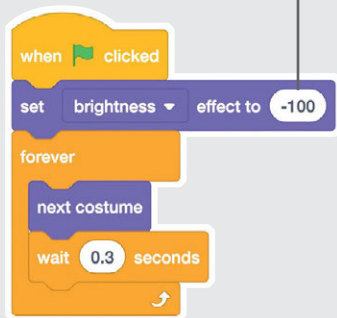 when clicked
set brightness effect to -100
forever
next costume
wait 0.3 seconds